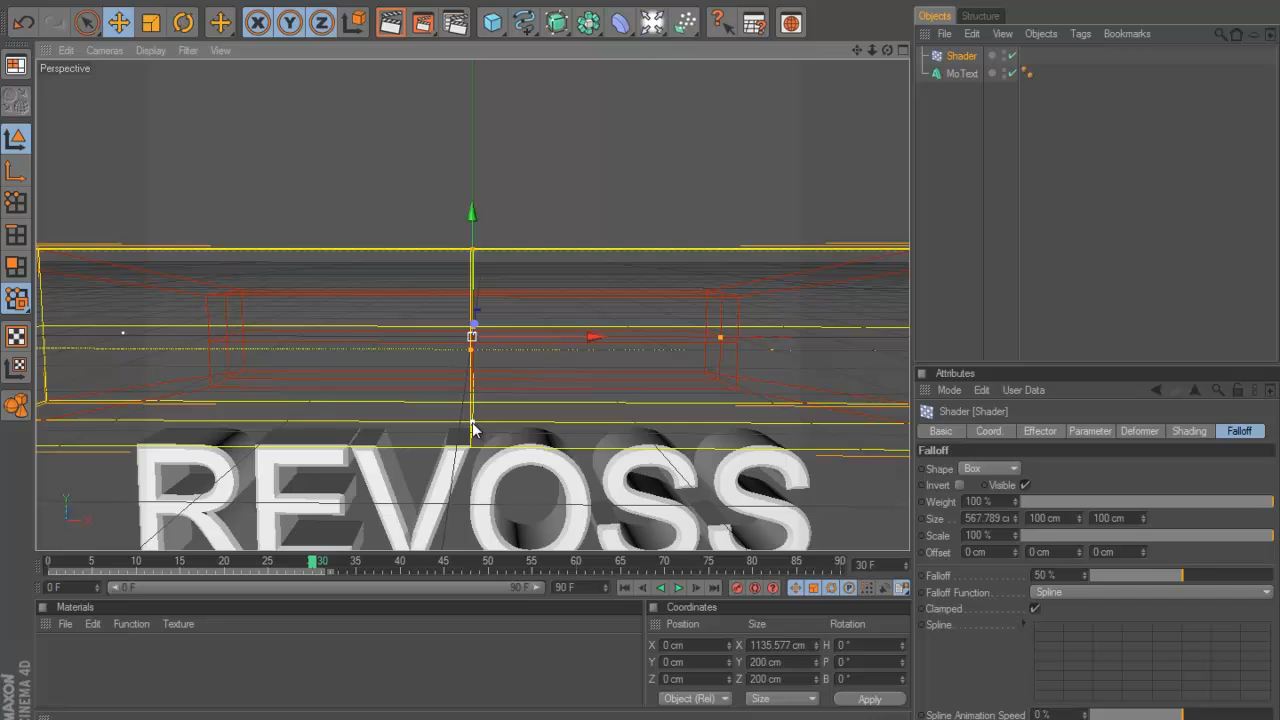 Objects Structure
File Edit View Objects Tags Bookmarks
Edit Cameras Display Filter View
Shader
MoText
Perspective
X Y Z
REVOSS
Y
X
Attributes
Mode Edit User Data
Shader [Shader]
Basic Coord. Effector Parameter Deformer Shading Falloff
Falloff
Shape Box
Invert Visible
Weight 100 %
Size 567.789 cm 100 cm 100 cm
Scale 100 %
Offset 0 cm 0 cm 0 cm
Falloff 50 %
Falloff Function Spline
Clamped
Spline
Spline Animation Speed 0 %
0 5 10 15 20 25 30 35 40 45 50 55 60 65 70 75 80 85 90 30 F
0 F 0 F 90 F 90 F
Materials
File Edit Function Texture
Coordinates
Position Size Rotation
X 0 cm X 1135.577 cm H 0 °
Y 0 cm Y 200 cm P 0 °
Z 0 cm Z 200 cm B 0 °
Object (Rel) Size Apply
MAXON
CINEMA 4D